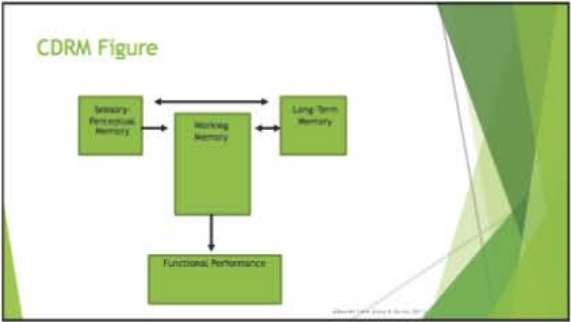 CDRM Figure
Sensory-
Perceptual
Memory
Working
Memory
Long-Term
Memory
Functional Performance